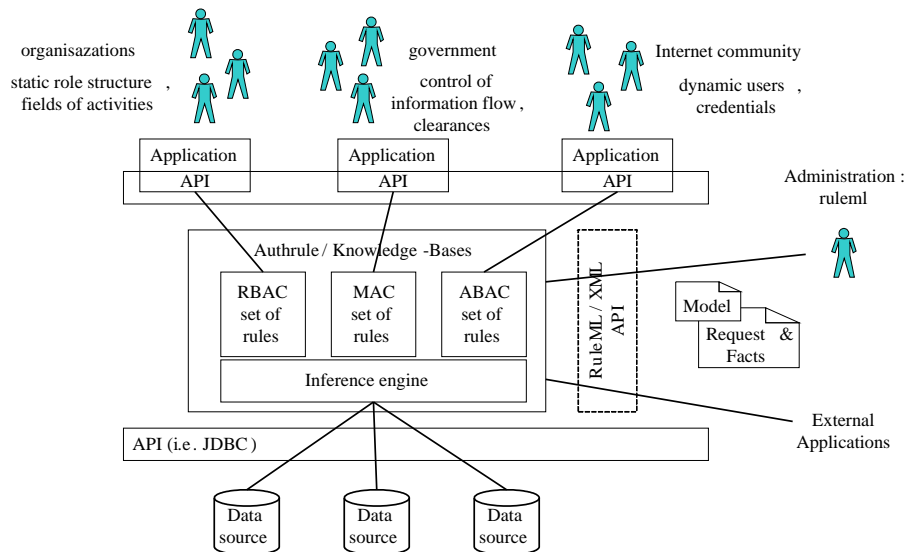 organisazations
static role structure ,
fields of activities
government
control of
information flow ,
clearances
Internet community
dynamic users ,
credentials
Application
API
Application
API
Application
API
Administration :
ruleml
Authrule / Knowledge -Bases
RBAC
set of
rules
MAC
set of
rules
ABAC
set of
rules
Inference engine
RuleML / XML
API
Model
Request &
Facts
External
Applications
API (i.e. JDBC )
Data
source
Data
source
Data
source